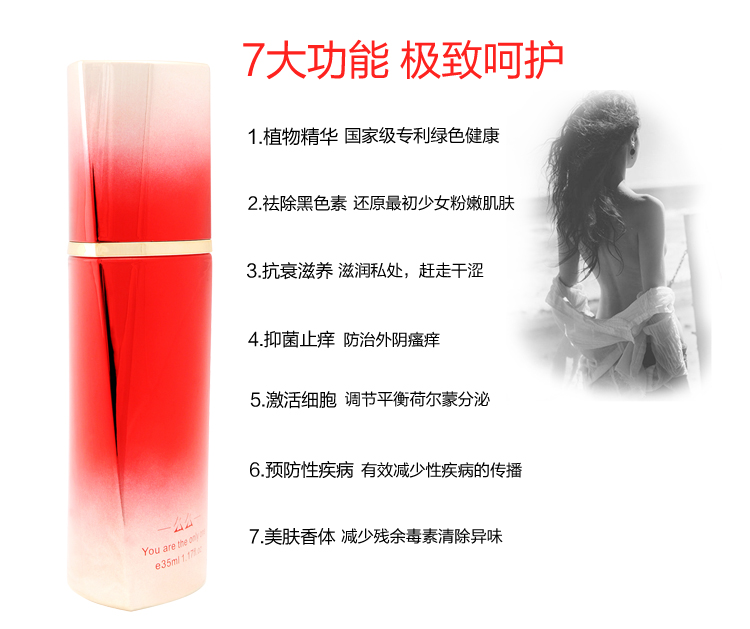 7大功能 极致呵护
1.植物精华 国家级专利绿色健康
2.祛除黑色素 还原最初少女粉嫩肌肤
3.抗衰滋养 滋润私处，赶走干涩
4.抑菌止痒 防治外阴瘙痒
5.激活细胞 调节平衡荷尔蒙分泌
6.预防性疾病 有效减少性疾病的传播
7.美肤香体 减少残余毒素清除异味
You are the only
e35ml